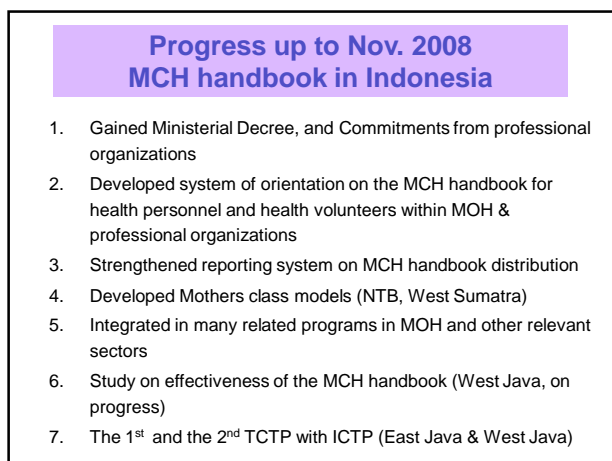 Progress up to Nov. 2008
MCH handbook in Indonesia
1. Gained Ministerial Decree, and Commitments from professional
organizations
2. Developed system of orientation on the MCH handbook for
health personnel and health volunteers within MOH &
professional organizations
3. Strengthened reporting system on MCH handbook distribution
4. Developed Mothers class models (NTB, West Sumatra)
5. Integrated in many related programs in MOH and other relevant
sectors
6. Study on effectiveness of the MCH handbook (West Java, on
progress)
7. The 1st and the 2nd TCTP with ICTP (East Java & West Java)